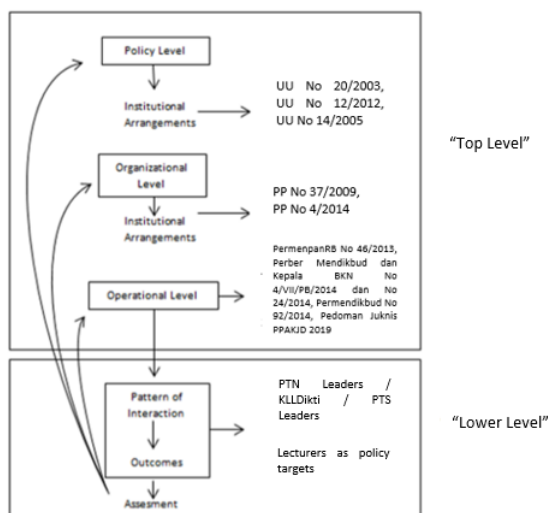 Policy Level
Institutional
Arrangements
UU No 20/2003,
UU No 12/2012,
UU No 14/2005
"Top Level"
Organizational
Level
Institutional
Arrangements
PP No 37/2009,
PP No 4/2014
Operational Level
PermenpanRB No 46/2013,
Perber Mendikbud dan
Kepala BKN No
4/VII/PB/2014 dan No
24/2014, Permendikbud No
92/2014, Pedoman Juknis
PPAKJD 2019
Pattern of
Interaction
Outcomes
Assesment
PTN Leaders /
KLLDikti / PTS
Leaders
Lecturers as policy
targets
"Lower Level"